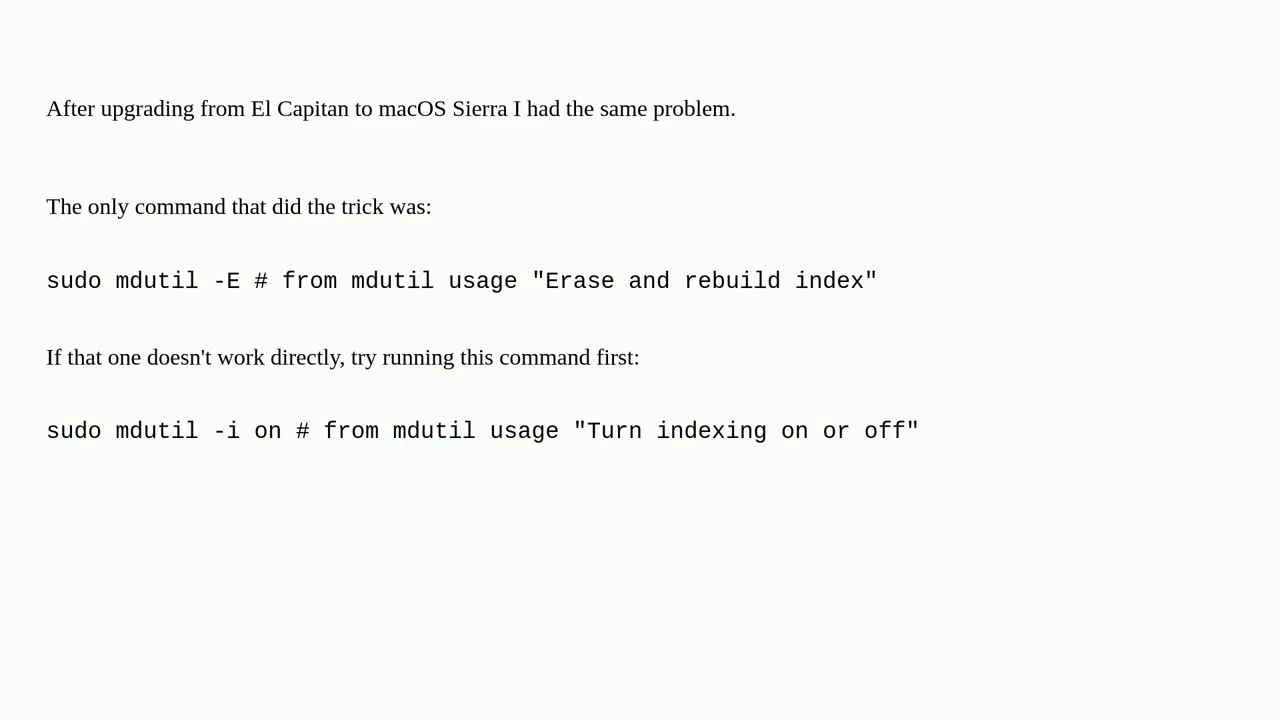 After upgrading from El Capitan to macOS Sierra I had the same problem.
The only command that did the trick was:
sudo mdutil -E # from mdutil usage "Erase and rebuild index"
If that one doesn't work directly, try running this command first:
sudo mdutil -i on # from mdutil usage "Turn indexing on or off"